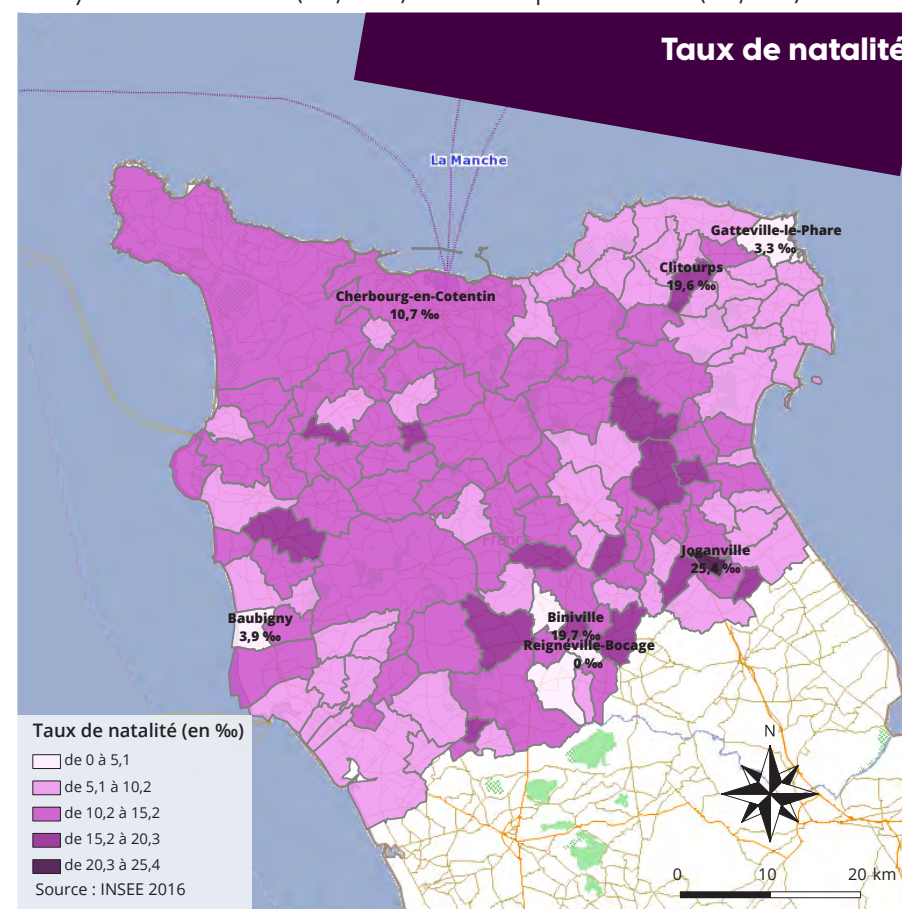 Taux de natalité
La Manche
Gatteville-le-Phare
3,3 ‰
Clitourps
19,6 ‰
Cherbourg-en-Cotentin
10,7 ‰
France
Joganville
25,4 ‰
Baubigny
3,9 ‰
Biniville
19,7 ‰
Reignéville-Bocage
0 ‰
Taux de natalité (en ‰)
de 0 à 5,1
de 5,1 à 10,2
de 10,2 à 15,2
de 15,2 à 20,3
de 20,3 à 25,4
Source : INSEE 2016
N
0 10 20 km